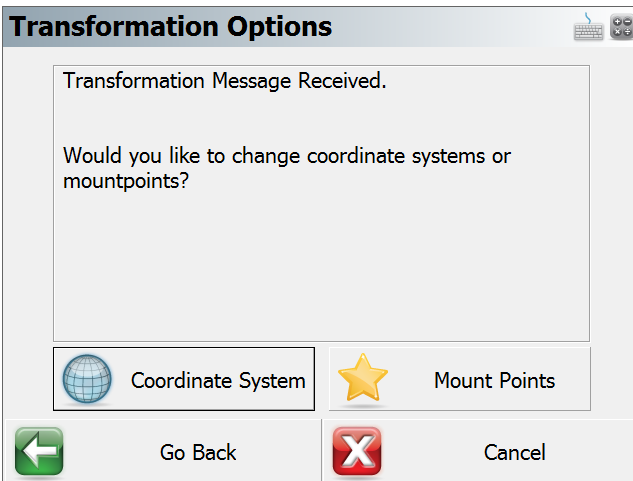 Transformation Options
Transformation Message Received.
Would you like to change coordinate systems or
mountpoints?
Coordinate System
Mount Points
Go Back
Cancel